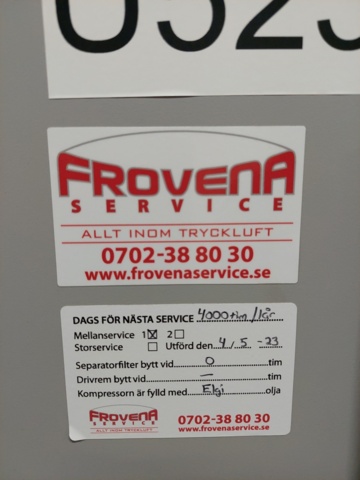 FROVENA
SERVICE
ALLT INOM TRYCKLUFT
0702-38 80 30
www.frovenaservice.se
DAGS FÖR NÄSTA SERVICE 4000tim/1år
Mellanservice 1☒ 2☐
Storservice ☐ Utförd den 4/5 -23
Separatorfilter bytt vid 0 tim
Drivrem bytt vid — tim
Kompressorn är fylld med Elgi olja
FROVENA
SERVICE
ALLT INOM TRYCKLUFT
0702-38 80 30
www.frovenaservice.se